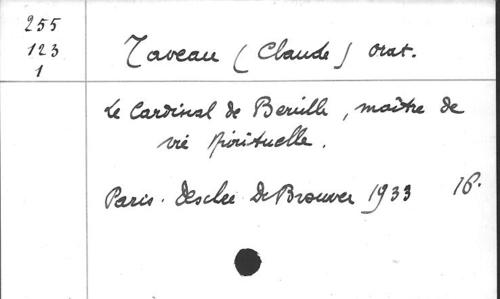 255
123
1
Taveau (Claude) orat.
Le Cardinal de Berulle, maître de
vie spirituelle.
Paris. Desclee De Brouver 1933 16.